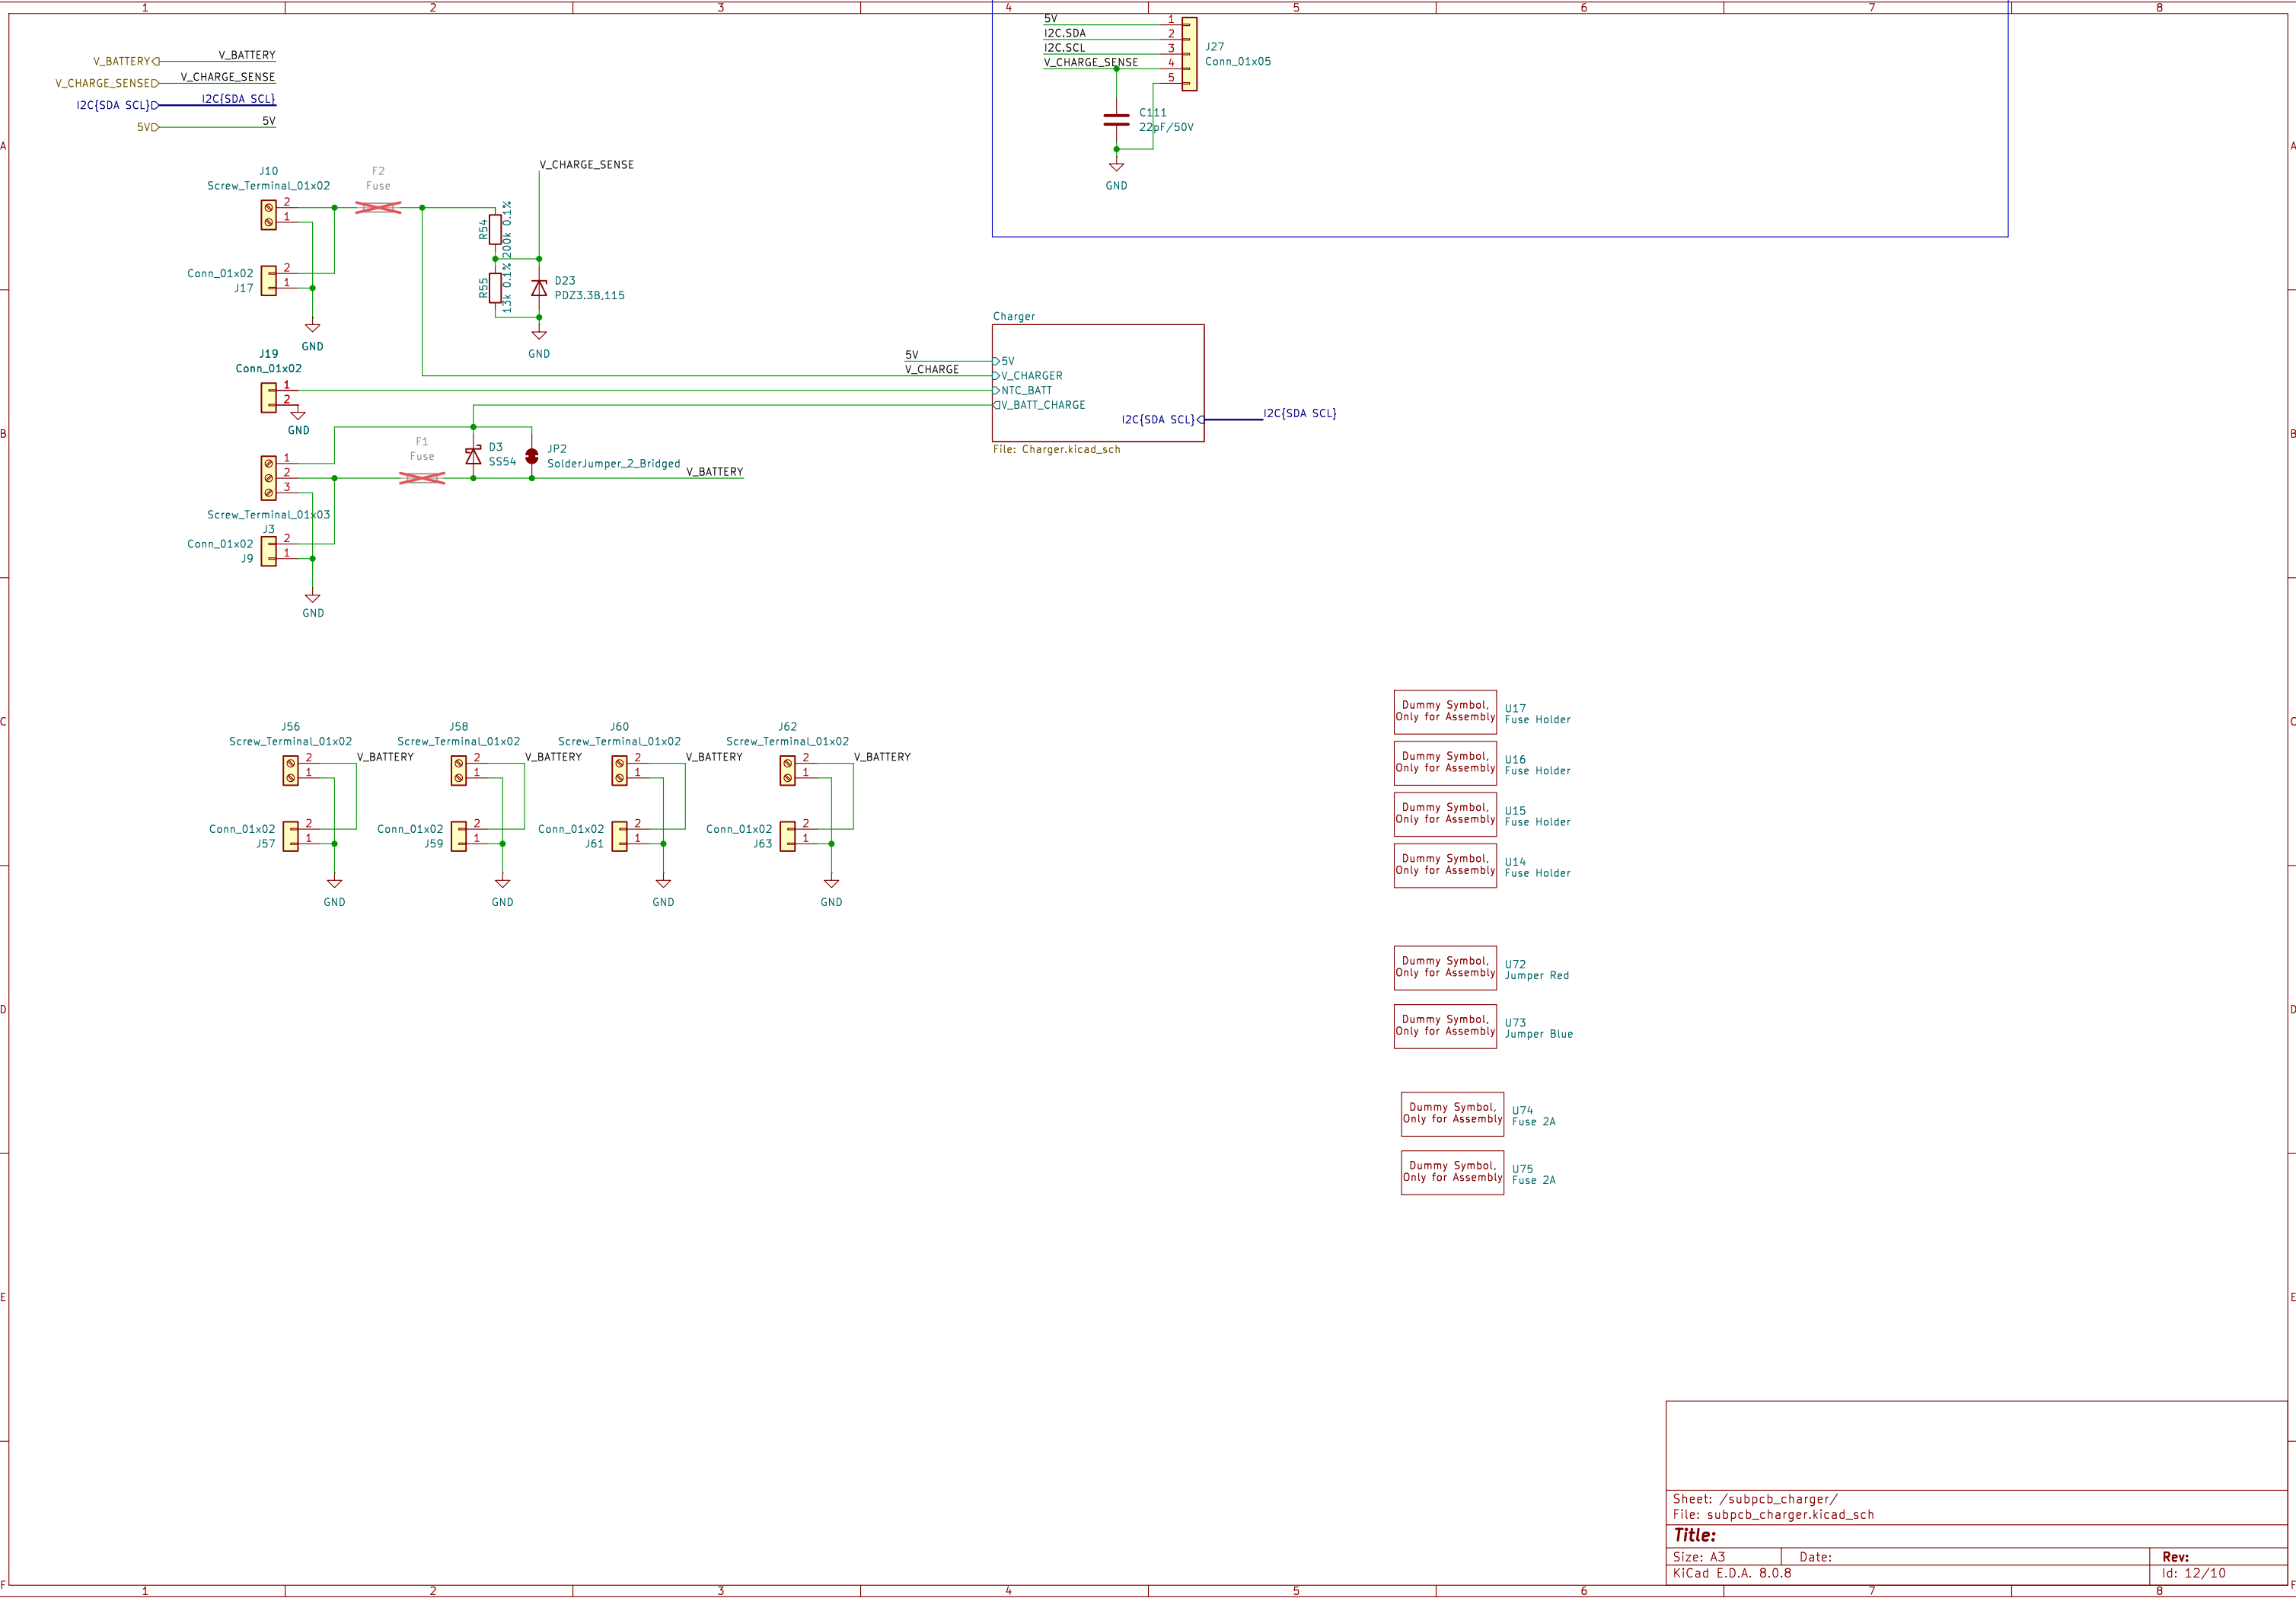 1 2 3 4 5 6 7 8
A
B
C
D
E
F
A
B
C
D
E
F
V_BATTERY V_BATTERY
V_CHARGE_SENSE V_CHARGE_SENSE
I2C{SDA SCL} I2C{SDA SCL}
5V 5V
5V 1
I2C.SDA 2
I2C.SCL 3
V_CHARGE_SENSE 4
5
J27
Conn_01x05
C111
22pF/50V
GND
J10
Screw_Terminal_01x02
2
1
F2
Fuse
V_CHARGE_SENSE
R54
200k 0.1%
R55
13k 0.1%
D23
PDZ3.3B,115
GND
Conn_01x02
J17
2
1
GND
J19
Conn_01x02
1
2
GND
Charger
5V
V_CHARGE
5V
V_CHARGER
NTC_BATT
V_BATT_CHARGE
I2C{SDA SCL}
I2C{SDA SCL}
File: Charger.kicad_sch
F1
Fuse
D3
SS54
JP2
SolderJumper_2_Bridged
V_BATTERY
1
2
3
Screw_Terminal_01x03
J3
Conn_01x02
J9
2
1
GND
J56
Screw_Terminal_01x02
2
1
V_BATTERY
Conn_01x02
J57
2
1
GND
J58
Screw_Terminal_01x02
2
1
V_BATTERY
Conn_01x02
J59
2
1
GND
J60
Screw_Terminal_01x02
2
1
V_BATTERY
Conn_01x02
J61
2
1
GND
J62
Screw_Terminal_01x02
2
1
V_BATTERY
Conn_01x02
J63
2
1
GND
Dummy Symbol,
Only for Assembly
U17
Fuse Holder
Dummy Symbol,
Only for Assembly
U16
Fuse Holder
Dummy Symbol,
Only for Assembly
U15
Fuse Holder
Dummy Symbol,
Only for Assembly
U14
Fuse Holder
Dummy Symbol,
Only for Assembly
U72
Jumper Red
Dummy Symbol,
Only for Assembly
U73
Jumper Blue
Dummy Symbol,
Only for Assembly
U74
Fuse 2A
Dummy Symbol,
Only for Assembly
U75
Fuse 2A
Sheet: /subpcb_charger/
File: subpcb_charger.kicad_sch
Title:
Size: A3 Date: Rev:
KiCad E.D.A. 8.0.8 Id: 12/10
1 2 3 4 5 6 7 8